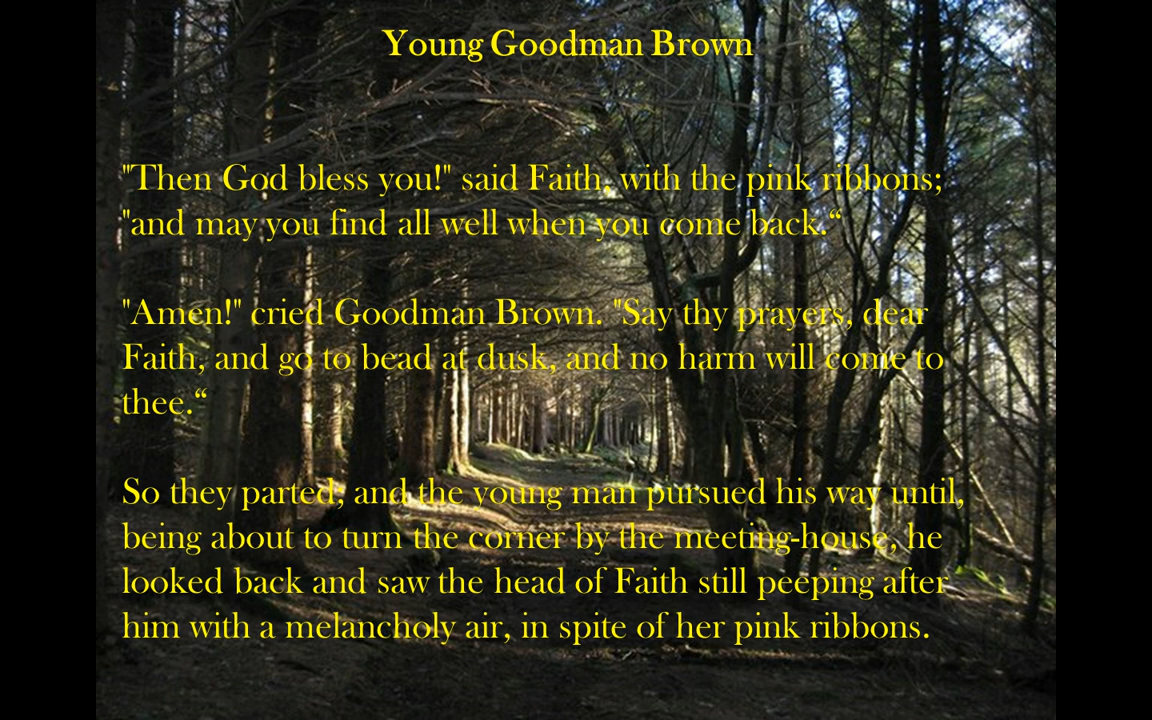 Young Goodman Brown
"Then God bless you!" said Faith, with the pink ribbons;
"and may you find all well when you come back.“
"Amen!" cried Goodman Brown. "Say thy prayers, dear
Faith, and go to bead at dusk, and no harm will come to
thee.“
So they parted; and the young man pursued his way until,
being about to turn the corner by the meeting-house, he
looked back and saw the head of Faith still peeping after
him with a melancholy air, in spite of her pink ribbons.